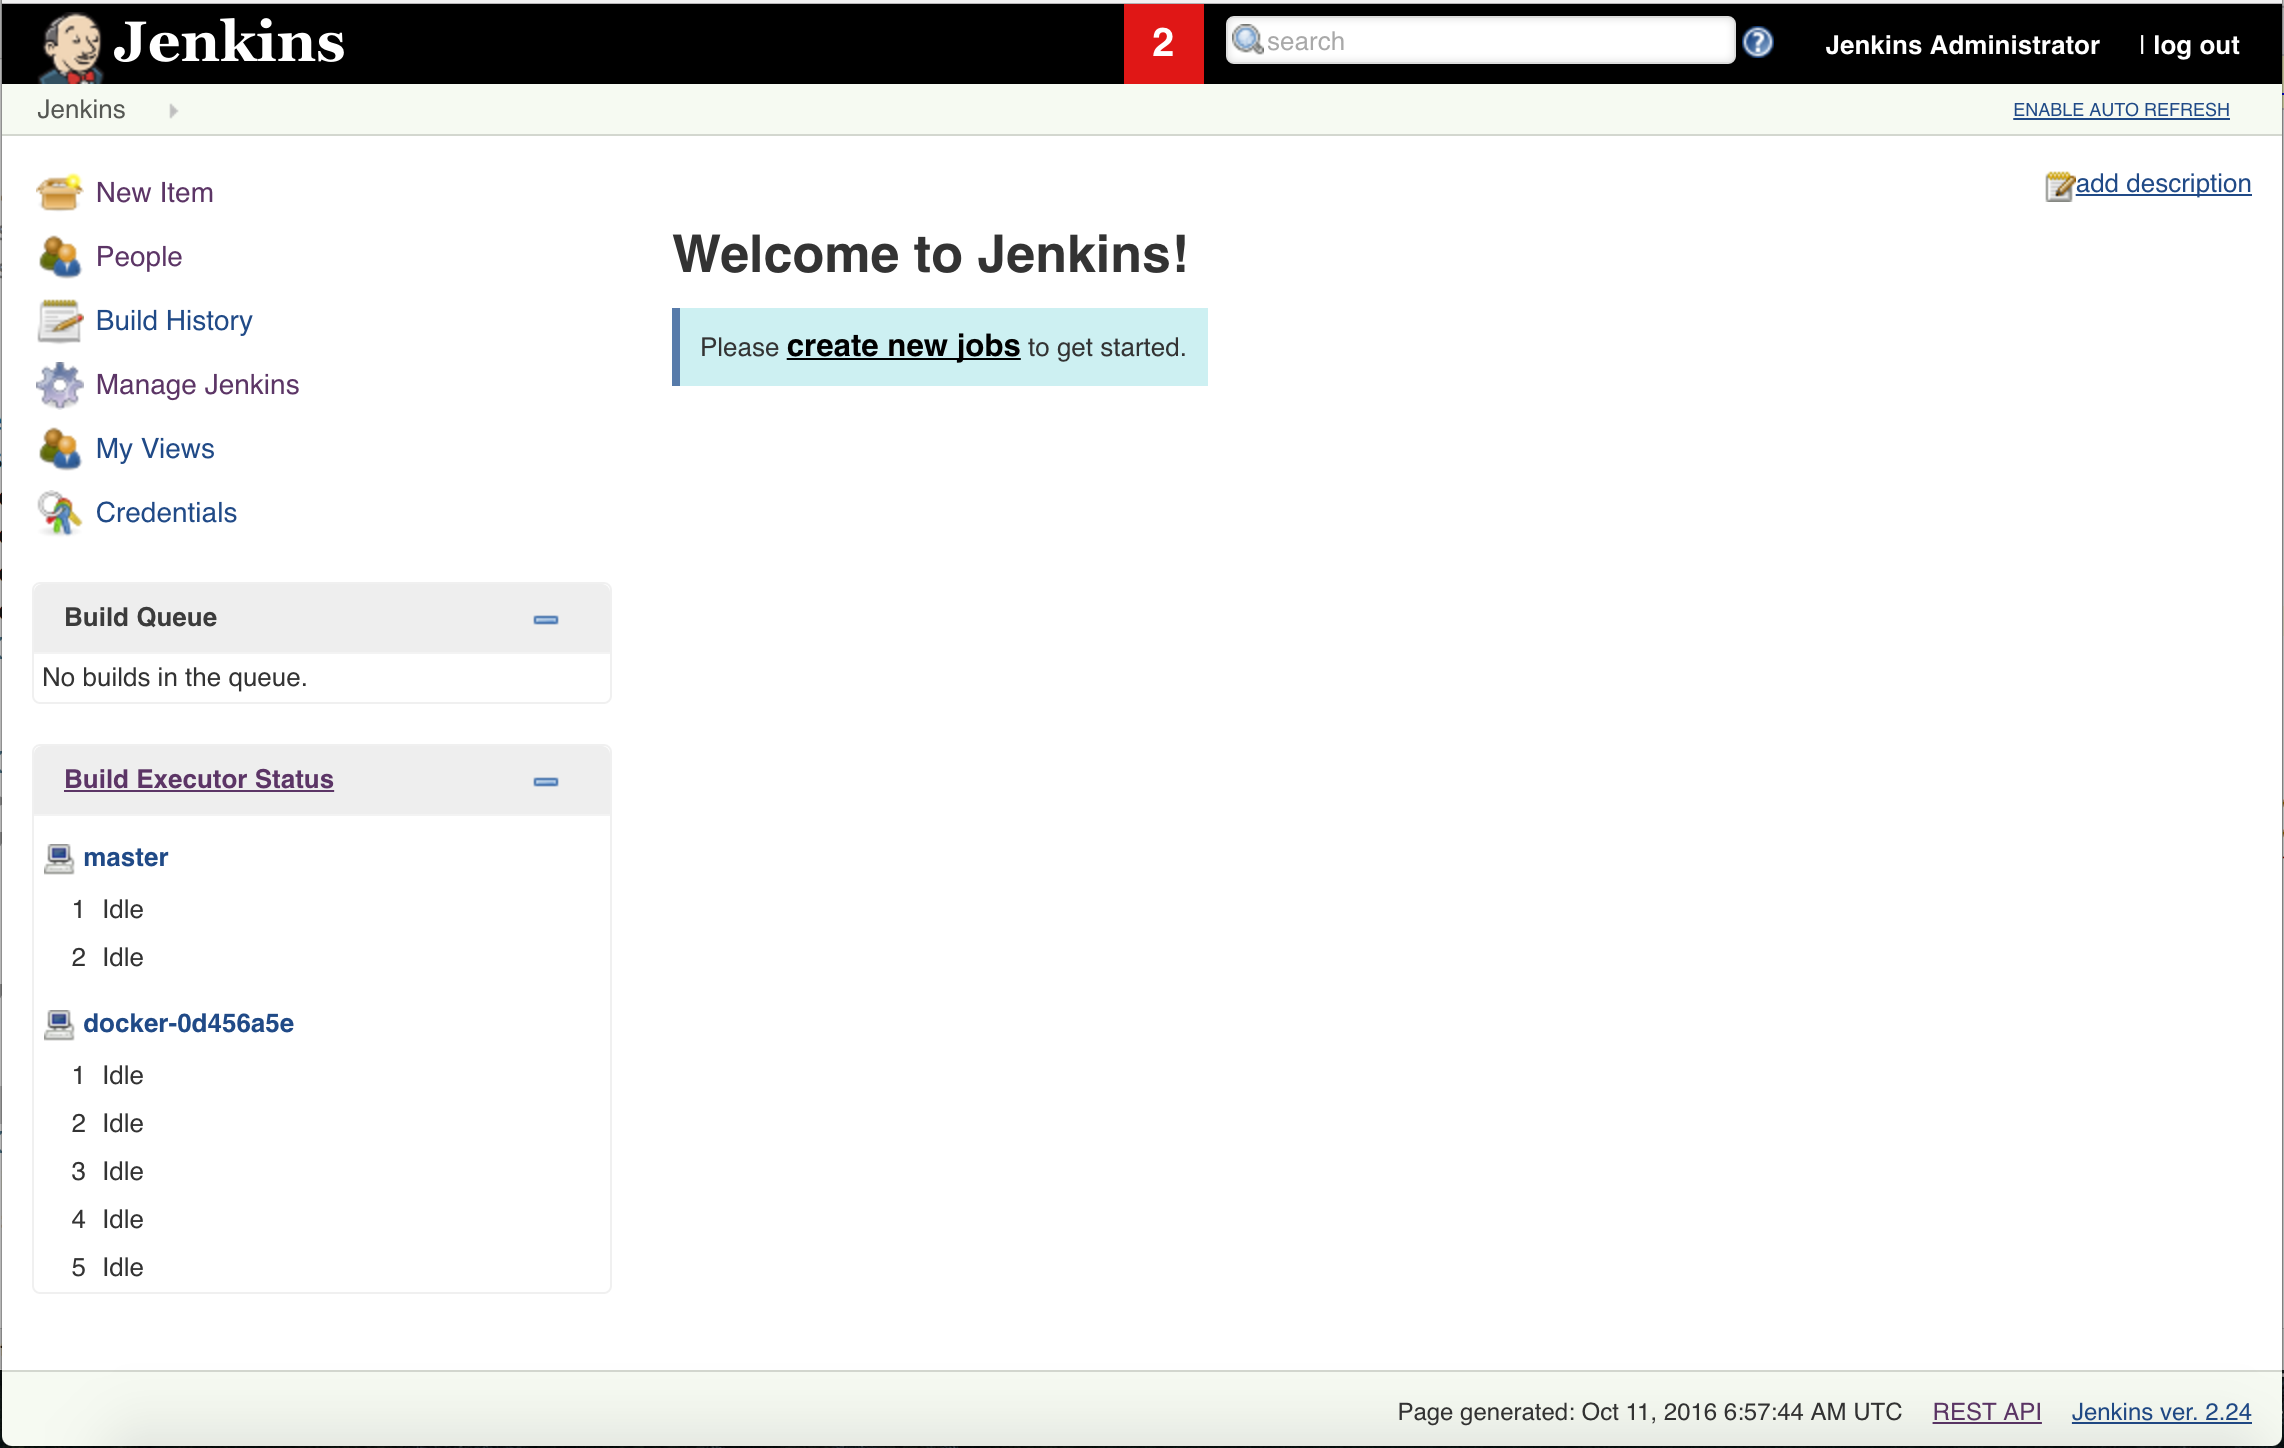 Jenkins
2
search
Jenkins Administrator
| log out
Jenkins
ENABLE AUTO REFRESH
New Item
People
Build History
Manage Jenkins
My Views
Credentials
add description
Welcome to Jenkins!
Please create new jobs to get started.
Build Queue
No builds in the queue.
Build Executor Status
master
1 Idle
2 Idle
docker-0d456a5e
1 Idle
2 Idle
3 Idle
4 Idle
5 Idle
Page generated: Oct 11, 2016 6:57:44 AM UTC
REST API
Jenkins ver. 2.24